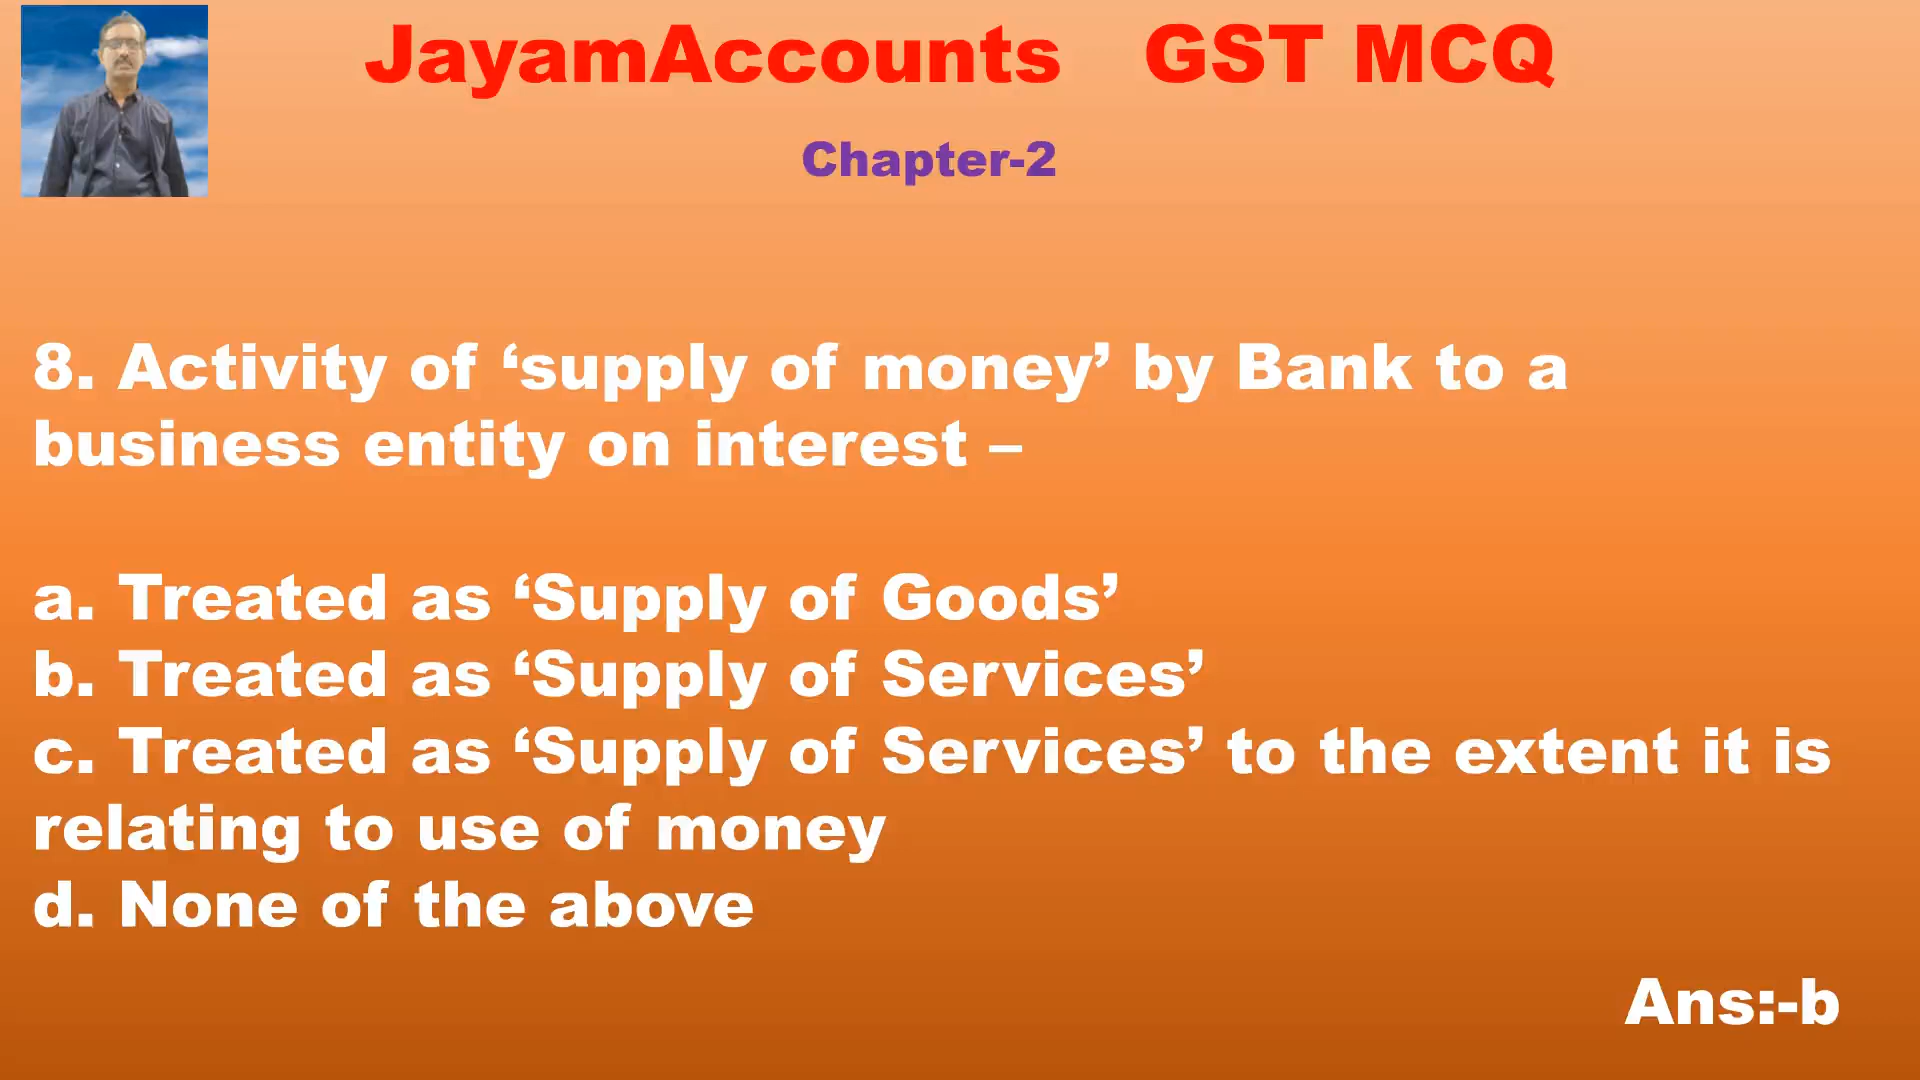 JayamAccounts GST MCQ
Chapter-2
8. Activity of ‘supply of money’ by Bank to a
business entity on interest –
a. Treated as ‘Supply of Goods’
b. Treated as ‘Supply of Services’
c. Treated as ‘Supply of Services’ to the extent it is
relating to use of money
d. None of the above
Ans:-b